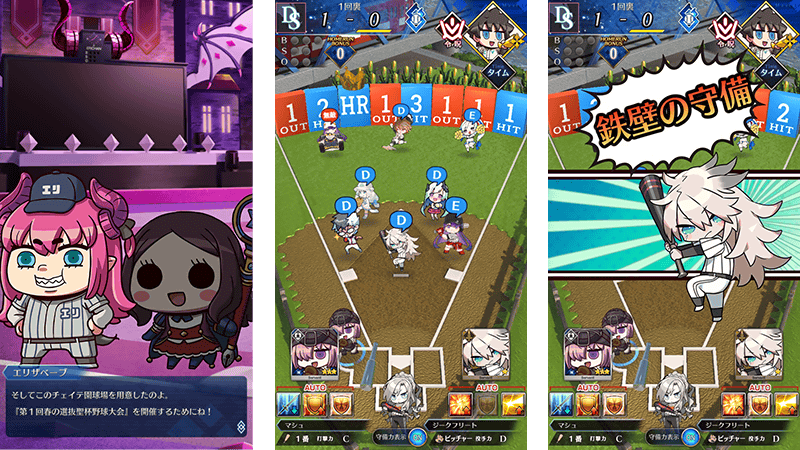 エリ
エリ
エリザベーブ
そしてこのチェイテ園球場を用意したのよ。
『第１回春の選抜聖杯野球大会』を開催するためにね！
DS
1回裏
1 - 0
B
S
O
HOMERUN BONUS
0
令呪
タイム
1 OUT
2 HIT
HR
1 OUT
3 HIT
1 OUT
1 OUT
1 HIT
無敵
D
E
D
D
D
D
E
AUTO
AUTO
マシュ
ジークフリート
1番 打撃力 C
守備力表示
ピッチャー 投手力 D
DS
1回裏
1 - 0
B
S
O
HOMERUN BONUS
0
令呪
タイム
1 OUT
2 HIT
鉄壁の守備
AUTO
AUTO
マシュ
ジークフリート
1番 打撃力 C
守備力表示
ピッチャー 投手力 D